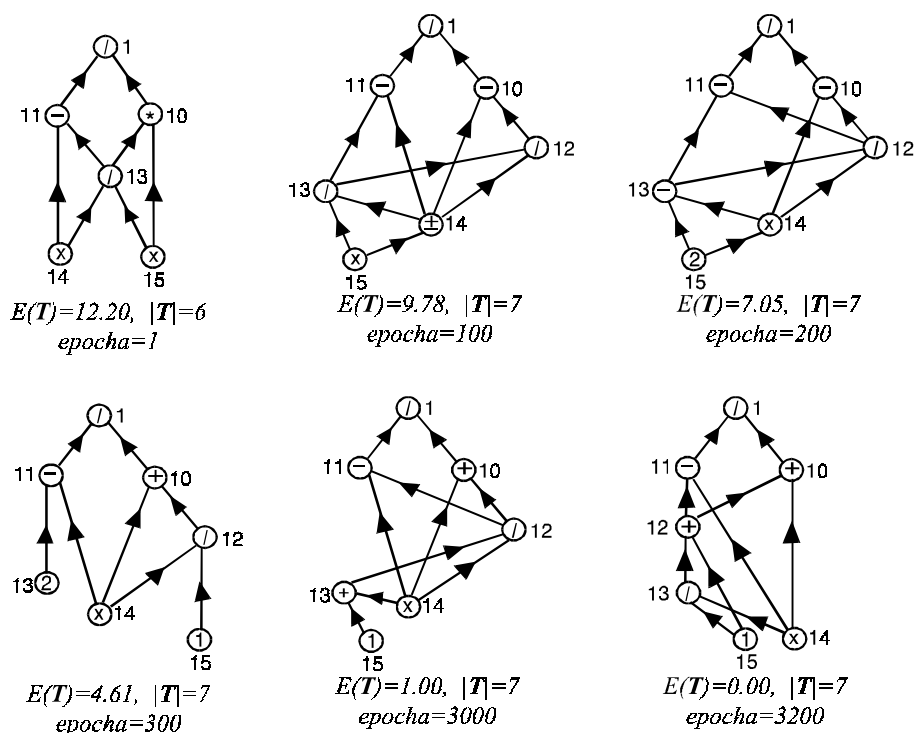 / 1
11 − * 10
/ 13
x x
14 15
E(T)=12.20, |T|=6
epocha=1
/ 1
11 − − 10
/ 12
13 / ± 14
x
15
E(T)=9.78, |T|=7
epocha=100
/ 1
11 − − 10
/ 12
13 − x 14
2
15
E(T)=7.05, |T|=7
epocha=200
/ 1
11 − + 10
/ 12
13 2
x 14
1
15
E(T)=4.61, |T|=7
epocha=300
/ 1
11 − + 10
/ 12
13 + x 14
1
15
E(T)=1.00, |T|=7
epocha=3000
/ 1
11 − + 10
12 +
13 /
1 x 14
15
E(T)=0.00, |T|=7
epocha=3200